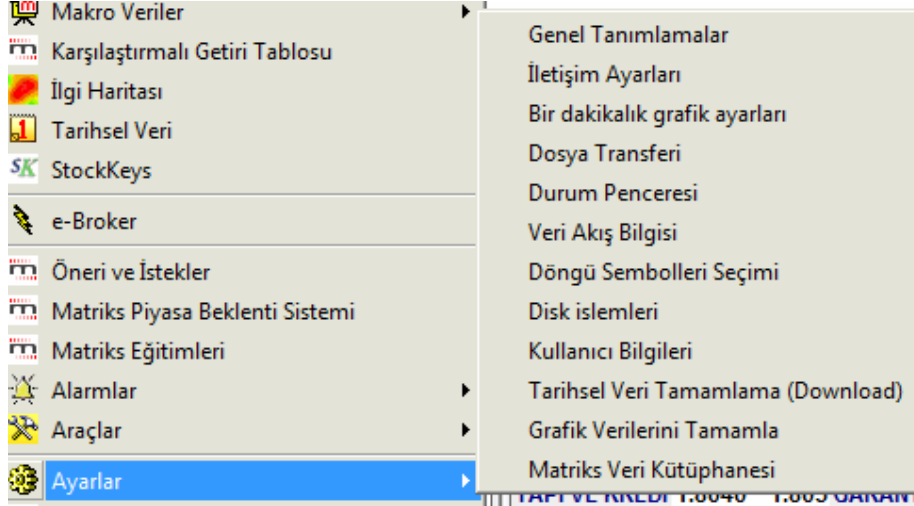 Makro Veriler
Karşılaştırmalı Getiri Tablosu
İlgi Haritası
Tarihsel Veri
SK StockKeys
e-Broker
Öneri ve İstekler
Matriks Piyasa Beklenti Sistemi
Matriks Eğitimleri
Alarmlar
Araçlar
Ayarlar
Genel Tanımlamalar
İletişim Ayarları
Bir dakikalık grafik ayarları
Dosya Transferi
Durum Penceresi
Veri Akış Bilgisi
Döngü Sembolleri Seçimi
Disk islemleri
Kullanıcı Bilgileri
Tarihsel Veri Tamamlama (Download)
Grafik Verilerini Tamamla
Matriks Veri Kütüphanesi